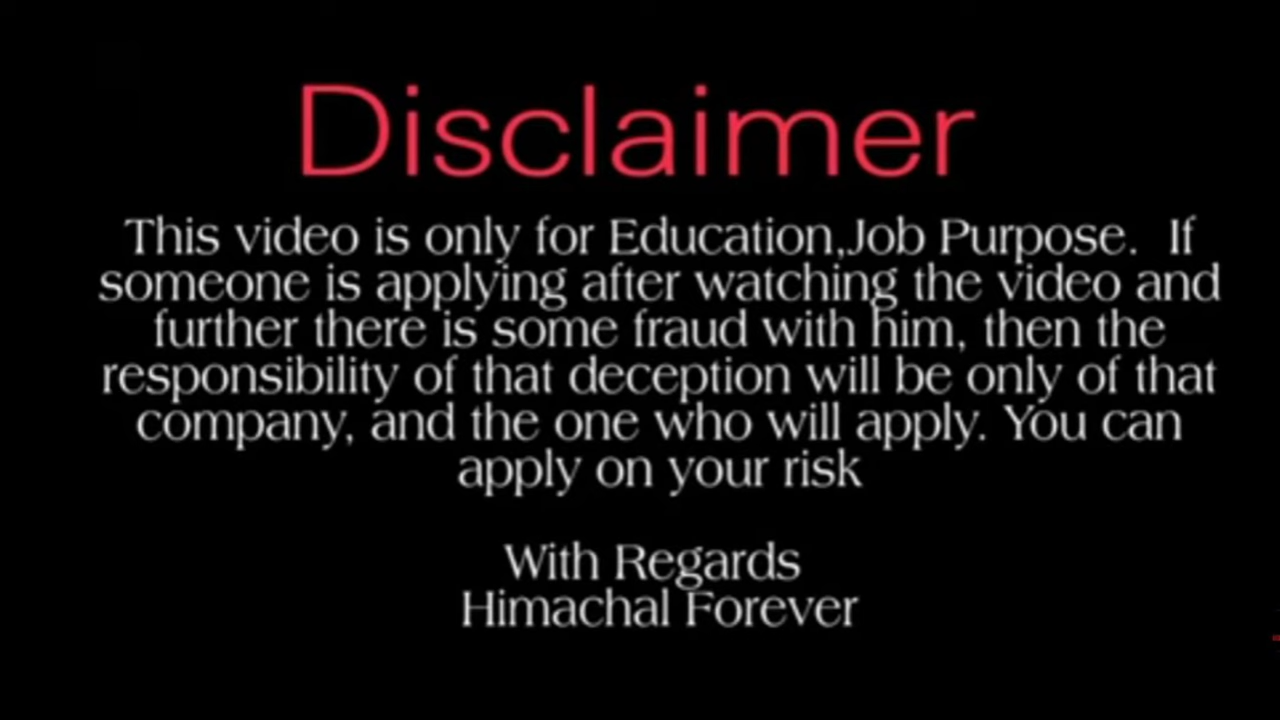 Disclaimer
This video is only for Education,Job Purpose. If
someone is applying after watching the video and
further there is some fraud with him, then the
responsibility of that deception will be only of that
company, and the one who will apply. You can
apply on your risk
With Regards
Himachal Forever